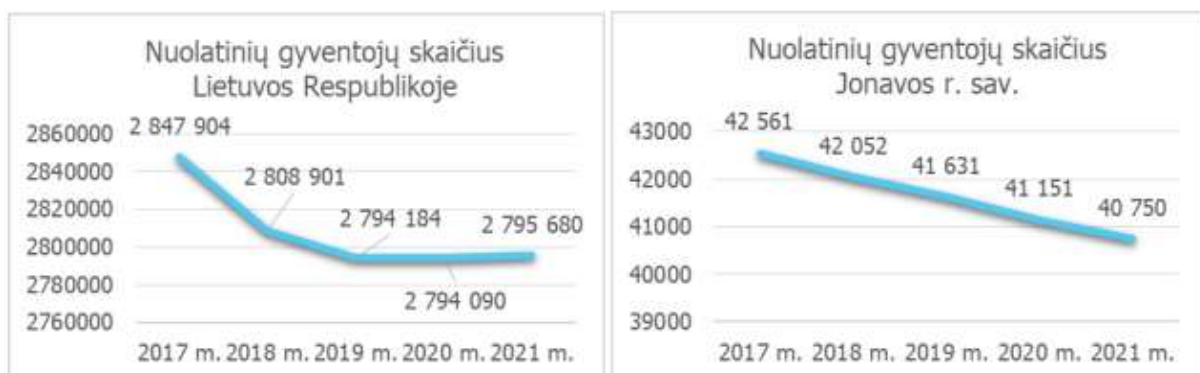 Nuolatinių gyventojų skaičius
Lietuvos Respublikoje
2 847 904
2860000
2840000
2 808 901
2820000
2 794 184
2 795 680
2800000
2780000
2 794 090
2760000
2017 m. 2018 m. 2019 m. 2020 m. 2021 m.
Nuolatinių gyventojų skaičius
Jonavos r. sav.
42 561
43000
42 052
41 631
42000
41 151
40 750
41000
40000
39000
2017 m. 2018 m. 2019 m. 2020 m. 2021 m.